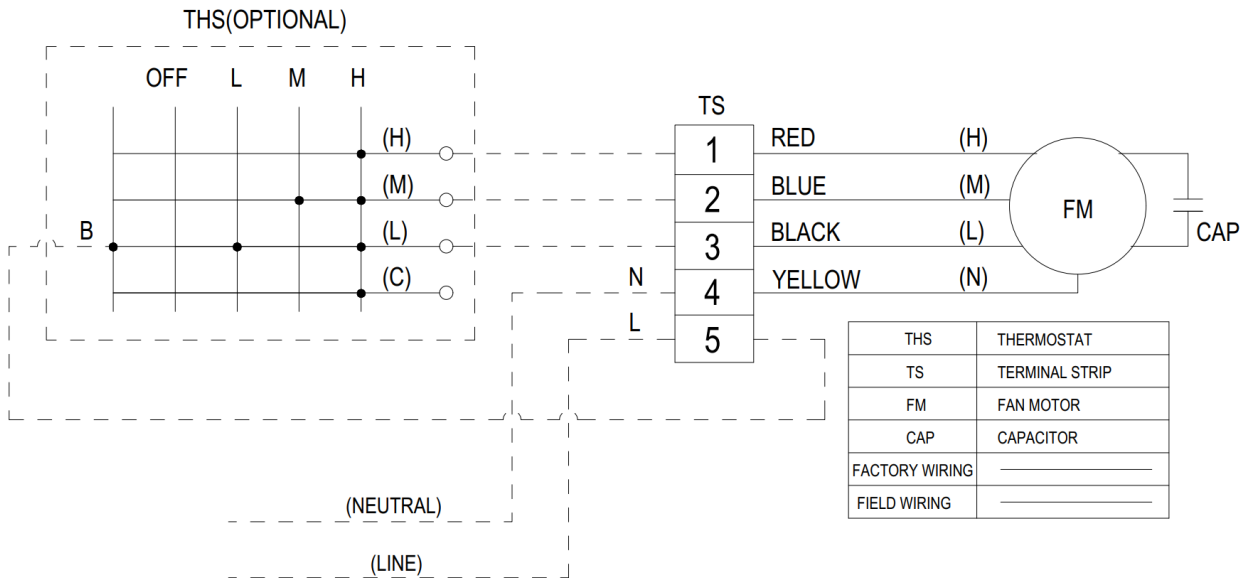 THS(OPTIONAL)
OFF L M H
TS
(H)
1 RED (H)
(M)
2 BLUE (M)
FM
B (L)
3 BLACK (L)
CAP
(C)
N 4 YELLOW (N)
L 5
THS THERMOSTAT
TS TERMINAL STRIP
FM FAN MOTOR
CAP CAPACITOR
FACTORY WIRING
FIELD WIRING
(NEUTRAL)
(LINE)